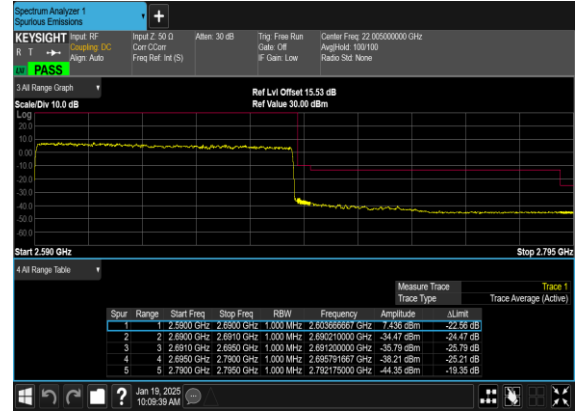 Spectrum Analyzer 1
Spurious Emissions
KEYSIGHT Input: RF Input Z: 50 Ω Atten: 30 dB Trig: Free Run Center Freq: 22.005000000 GHz
R T Coupling: DC Corr CCorr Gate: Off Avg|Hold: 100/100
Align: Auto Freq Ref: Int (S) IF Gain: Low Radio Std: None
PASS
3 All Range Graph
Ref Lvl Offset 15.53 dB
Scale/Div 10.0 dB Ref Value 30.00 dBm
Log
20.0
10.0
0.00
-10.0
-20.0
-30.0
-40.0
-50.0
-60.0
Start 2.590 GHz Stop 2.795 GHz
4 All Range Table
Measure Trace Trace 1
Trace Type Trace Average (Active)
Spur Range Start Freq Stop Freq RBW Frequency Amplitude ΔLimit
1 1 2.5900 GHz 2.6900 GHz 1.000 MHz 2.603666667 GHz 7.436 dBm -22.56 dB
2 2 2.6900 GHz 2.6910 GHz 1.000 MHz 2.690210000 GHz -34.47 dBm -24.47 dB
3 3 2.6910 GHz 2.6950 GHz 1.000 MHz 2.691200000 GHz -35.79 dBm -25.79 dB
4 4 2.6950 GHz 2.7900 GHz 1.000 MHz 2.695791667 GHz -38.21 dBm -25.21 dB
5 5 2.7900 GHz 2.7950 GHz 1.000 MHz 2.792175000 GHz -44.35 dBm -19.35 dB
Jan 19, 2025
10:09:39 AM